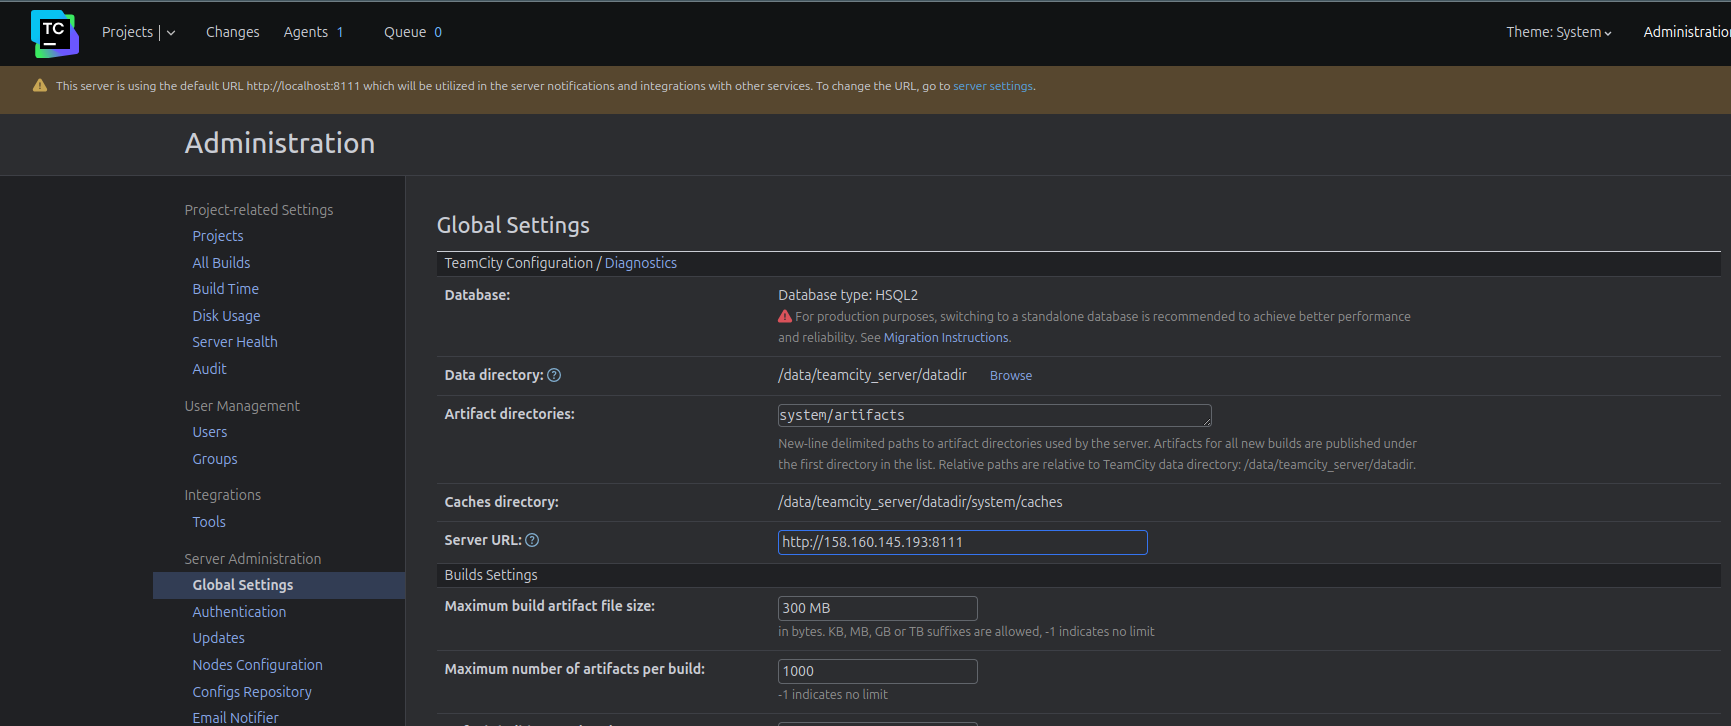 TC
Projects
Changes
Agents 1
Queue 0
Theme: System
Administratio
This server is using the default URL http://localhost:8111 which will be utilized in the server notifications and integrations with other services. To change the URL, go to server settings.
Administration
Project-related Settings
Projects
All Builds
Build Time
Disk Usage
Server Health
Audit
User Management
Users
Groups
Integrations
Tools
Server Administration
Global Settings
Authentication
Updates
Nodes Configuration
Configs Repository
Email Notifier
Global Settings
TeamCity Configuration / Diagnostics
Database:
Database type: HSQL2
For production purposes, switching to a standalone database is recommended to achieve better performance
and reliability. See Migration Instructions.
Data directory:
/data/teamcity_server/datadir Browse
Artifact directories:
system/artifacts
New-line delimited paths to artifact directories used by the server. Artifacts for all new builds are published under
the first directory in the list. Relative paths are relative to TeamCity data directory: /data/teamcity_server/datadir.
Caches directory:
/data/teamcity_server/datadir/system/caches
Server URL:
http://158.160.145.193:8111
Builds Settings
Maximum build artifact file size:
300 MB
in bytes. KB, MB, GB or TB suffixes are allowed, -1 indicates no limit
Maximum number of artifacts per build:
1000
-1 indicates no limit